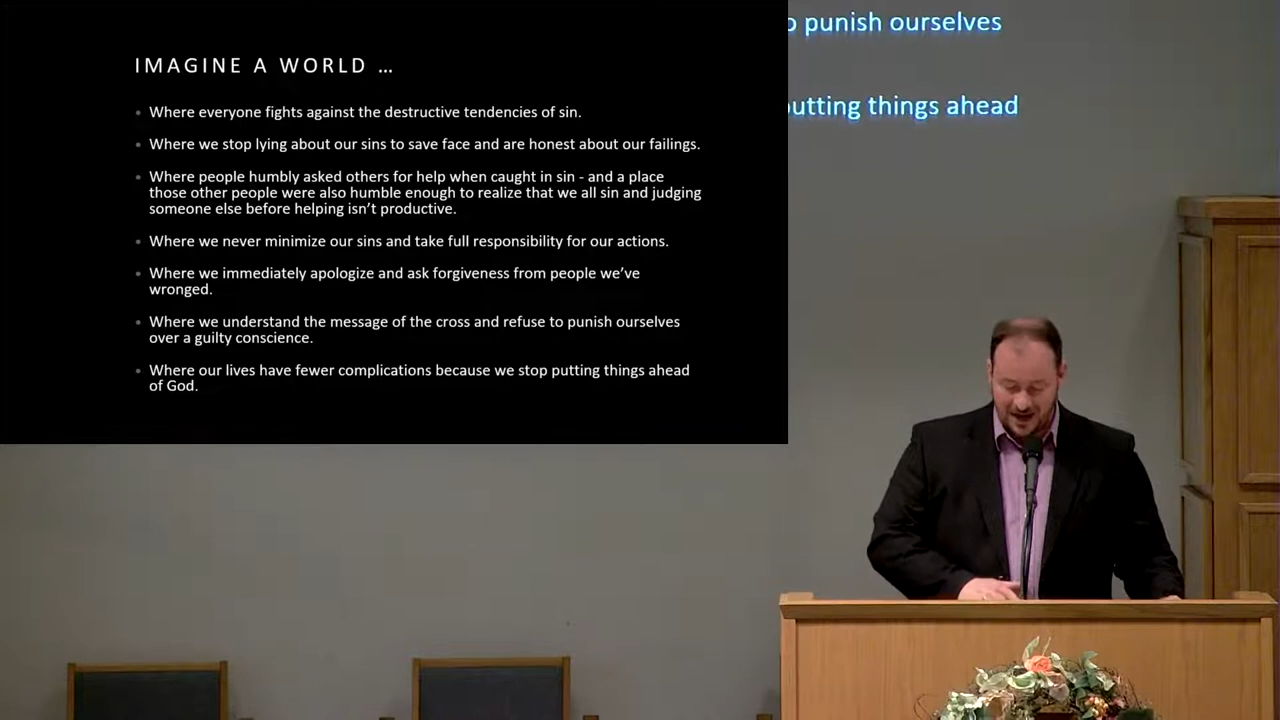 IMAGINE A WORLD …
• Where everyone fights against the destructive tendencies of sin.
• Where we stop lying about our sins to save face and are honest about our failings.
• Where people humbly asked others for help when caught in sin - and a place
those other people were also humble enough to realize that we all sin and judging
someone else before helping isn't productive.
• Where we never minimize our sins and take full responsibility for our actions.
• Where we immediately apologize and ask forgiveness from people we've
wronged.
• Where we understand the message of the cross and refuse to punish ourselves
over a guilty conscience.
• Where our lives have fewer complications because we stop putting things ahead
of God.
punish ourselves
things ahead